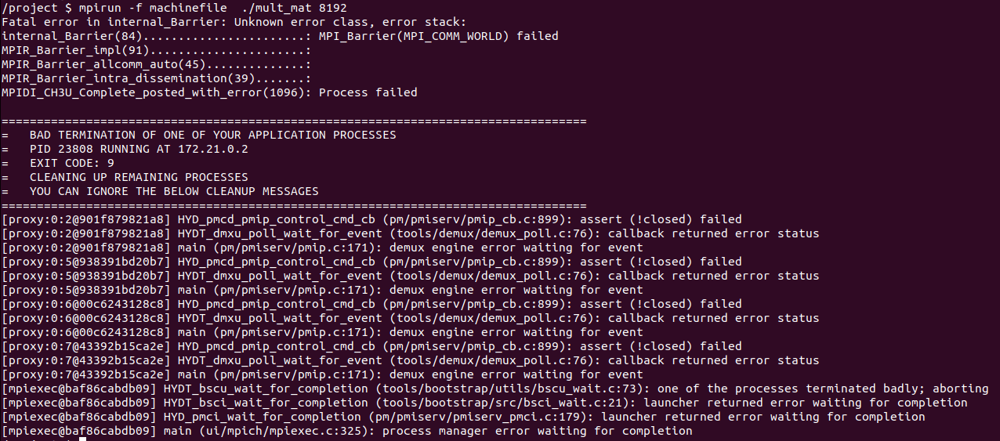 /project $ mpirun -f machinefile  ./mult_mat 8192
Fatal error in internal_Barrier: Unknown error class, error stack:
internal_Barrier(84).......................: MPI_Barrier(MPI_COMM_WORLD) failed
MPIR_Barrier_impl(91)......................:
MPIR_Barrier_allcomm_auto(45)..............:
MPIR_Barrier_intra_dissemination(39).......:
MPIDI_CH3U_Complete_posted_with_error(1096): Process failed

===================================================================================
=   BAD TERMINATION OF ONE OF YOUR APPLICATION PROCESSES
=   PID 23808 RUNNING AT 172.21.0.2
=   EXIT CODE: 9
=   CLEANING UP REMAINING PROCESSES
=   YOU CAN IGNORE THE BELOW CLEANUP MESSAGES
===================================================================================
[proxy:0:2@901f879821a8] HYD_pmcd_pmip_control_cmd_cb (pm/pmiserv/pmip_cb.c:899): assert (!closed) failed
[proxy:0:2@901f879821a8] HYDT_dmxu_poll_wait_for_event (tools/demux/demux_poll.c:76): callback returned error status
[proxy:0:2@901f879821a8] main (pm/pmiserv/pmip.c:171): demux engine error waiting for event
[proxy:0:5@938391bd20b7] HYD_pmcd_pmip_control_cmd_cb (pm/pmiserv/pmip_cb.c:899): assert (!closed) failed
[proxy:0:5@938391bd20b7] HYDT_dmxu_poll_wait_for_event (tools/demux/demux_poll.c:76): callback returned error status
[proxy:0:5@938391bd20b7] main (pm/pmiserv/pmip.c:171): demux engine error waiting for event
[proxy:0:6@00c6243128c8] HYD_pmcd_pmip_control_cmd_cb (pm/pmiserv/pmip_cb.c:899): assert (!closed) failed
[proxy:0:6@00c6243128c8] HYDT_dmxu_poll_wait_for_event (tools/demux/demux_poll.c:76): callback returned error status
[proxy:0:6@00c6243128c8] main (pm/pmiserv/pmip.c:171): demux engine error waiting for event
[proxy:0:7@43392b15ca2e] HYD_pmcd_pmip_control_cmd_cb (pm/pmiserv/pmip_cb.c:899): assert (!closed) failed
[proxy:0:7@43392b15ca2e] HYDT_dmxu_poll_wait_for_event (tools/demux/demux_poll.c:76): callback returned error status
[proxy:0:7@43392b15ca2e] main (pm/pmiserv/pmip.c:171): demux engine error waiting for event
[mpiexec@baf86cabdb09] HYDT_bscu_wait_for_completion (tools/bootstrap/utils/bscu_wait.c:73): one of the processes terminated badly; aborting
[mpiexec@baf86cabdb09] HYDT_bsci_wait_for_completion (tools/bootstrap/src/bsci_wait.c:21): launcher returned error waiting for completion
[mpiexec@baf86cabdb09] HYD_pmci_wait_for_completion (pm/pmiserv/pmiserv_pmci.c:179): launcher returned error waiting for completion
[mpiexec@baf86cabdb09] main (ui/mpich/mpiexec.c:325): process manager error waiting for completion